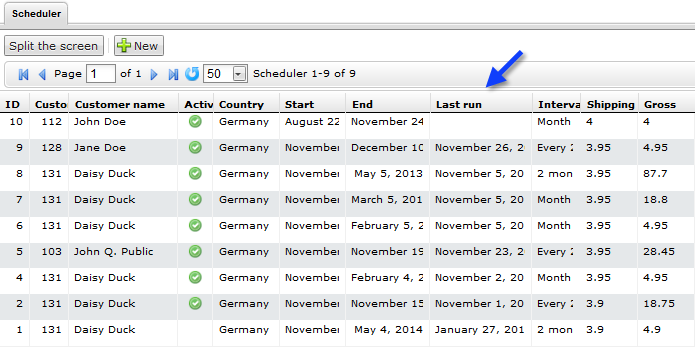 Scheduler
Split the screen New
Page 1 of 1 50 Scheduler 1-9 of 9
ID Custo Customer name Activ Country Start End Last run Interva Shipping Gross
10 112 John Doe Germany August 22 November 24 Month 4 4
9 128 Jane Doe Germany November December 10 November 26, 2 Every 2 3.95 4.95
8 131 Daisy Duck Germany November May 5, 2013 November 5, 20 2 mon 3.95 87.7
7 131 Daisy Duck Germany November March 5, 201 November 5, 20 Month 3.95 18.8
6 131 Daisy Duck Germany November February 5, 2 November 5, 20 Month 3.95 4.95
5 103 John Q. Public Germany November November 19 November 23, 2 Every 2 3.95 28.45
4 131 Daisy Duck Germany November February 4, 2 November 2, 20 Month 3.95 4.95
2 131 Daisy Duck Germany November November 15 November 1, 20 Every 2 3.9 18.75
1 131 Daisy Duck Germany November May 4, 2014 January 27, 201 2 mon 3.9 4.9